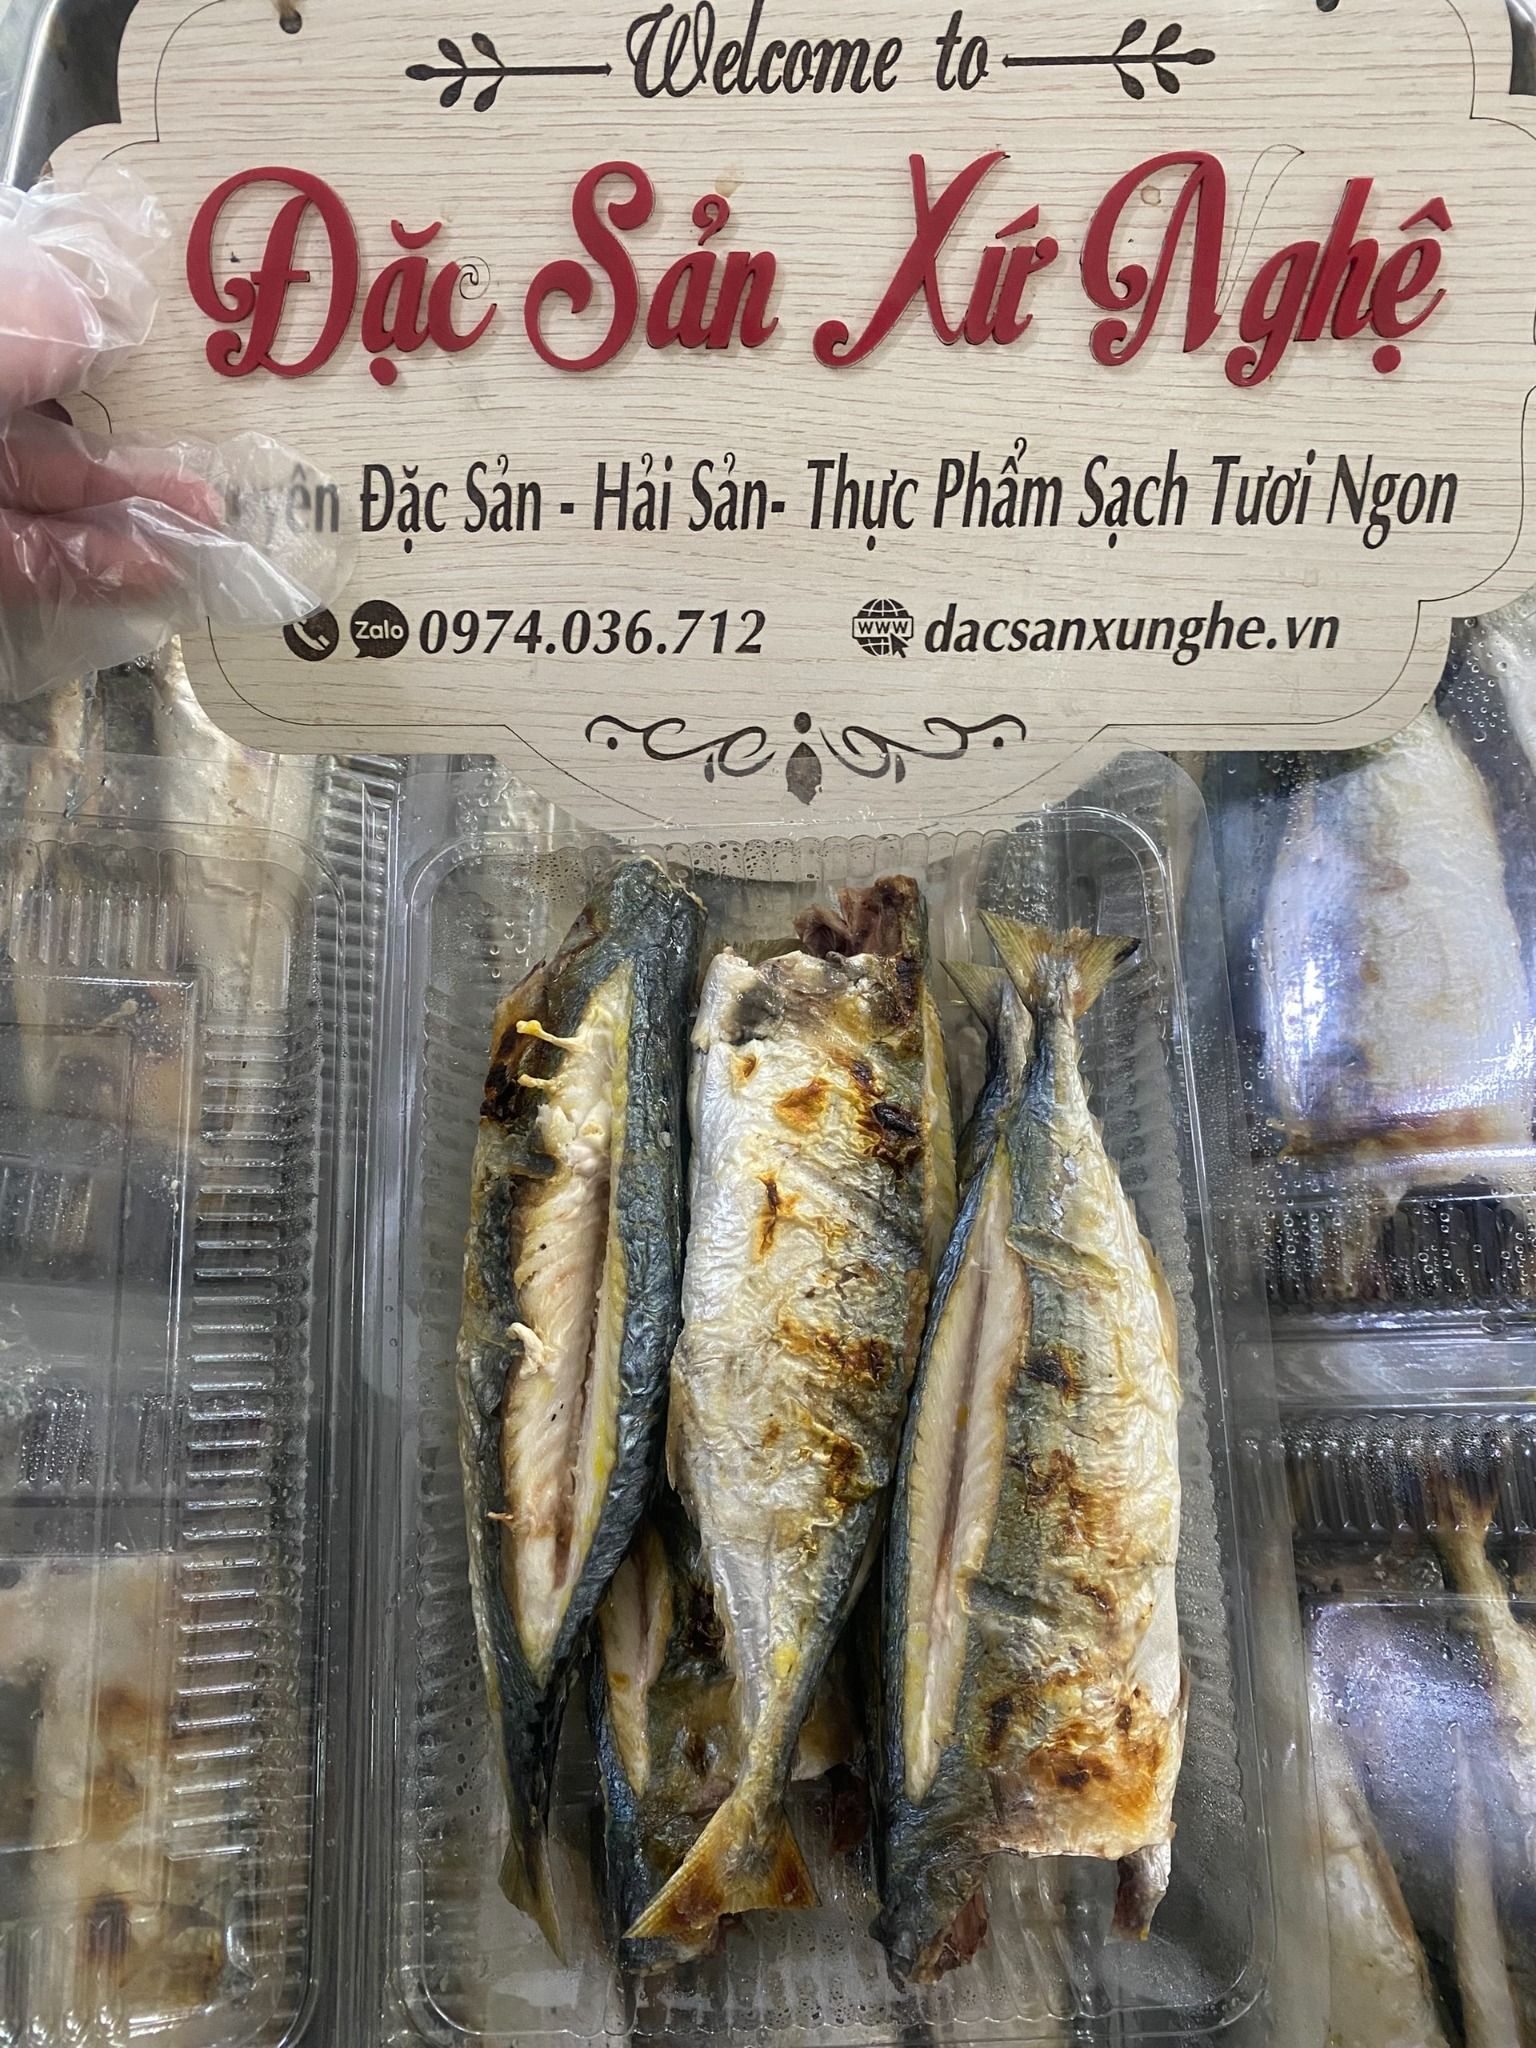 Welcome to
Đặc Sản Xứ Nghệ
Đặc Sản - Hải Sản- Thực Phẩm Sạch Tươi Ngon
Zalo 0974.036.712 www dacsanxunghe.vn